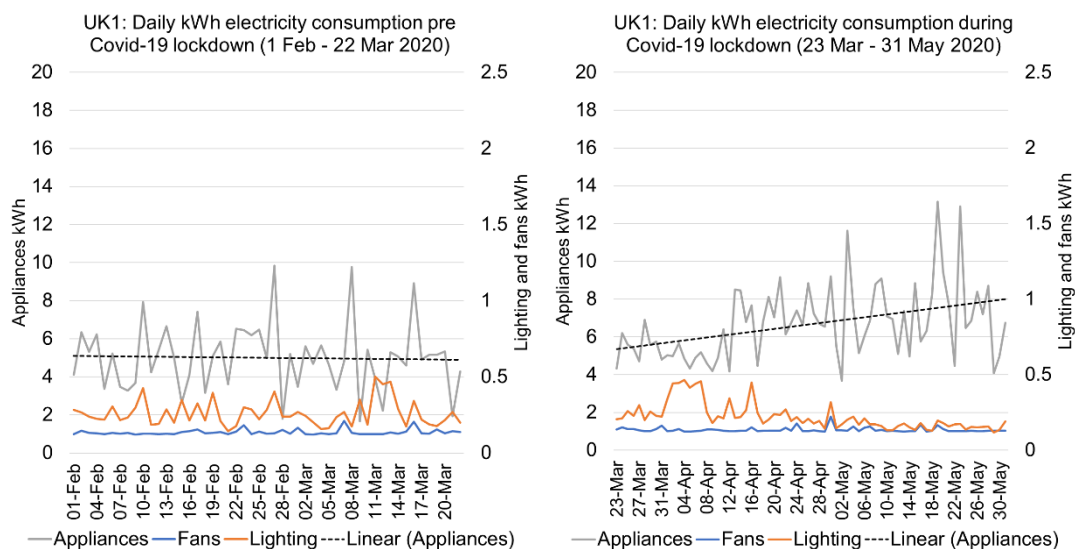 UK1: Daily kWh electricity consumption pre
Covid-19 lockdown (1 Feb - 22 Mar 2020)
20
18
16
14
12
10
8
6
4
2
0
Appliances kWh
2.5
2
1.5
1
0.5
0
Lighting and fans kWh
01-Feb
04-Feb
07-Feb
10-Feb
13-Feb
16-Feb
19-Feb
22-Feb
25-Feb
28-Feb
02-Mar
05-Mar
08-Mar
11-Mar
14-Mar
17-Mar
20-Mar
Appliances Fans Lighting Linear (Appliances)
UK1: Daily kWh electricity consumption during
Covid-19 lockdown (23 Mar - 31 May 2020)
20
18
16
14
12
10
8
6
4
2
0
Appliances kWh
2.5
2
1.5
1
0.5
0
Lighting and fans kWh
23-Mar
27-Mar
31-Mar
04-Apr
08-Apr
12-Apr
16-Apr
20-Apr
24-Apr
28-Apr
02-May
06-May
10-May
14-May
18-May
22-May
26-May
30-May
Appliances Fans Lighting Linear (Appliances)